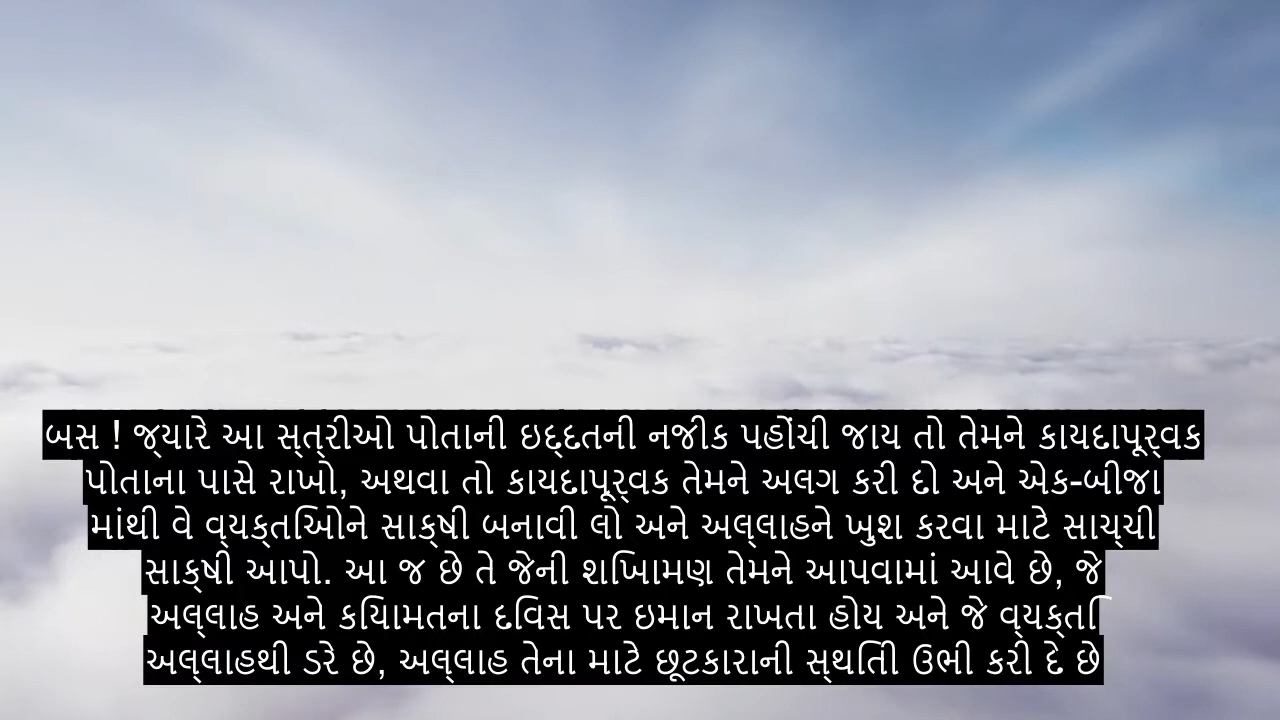 બસ ! જ્યારે આ સ્ત્રીઓ પોતાની ઇદ્દતની નજીક પહોંચી જાય તો તેમને કાયદાપૂર્વક
પોતાના પાસે રાખો, અથવા તો કાયદાપૂર્વક તેમને અલગ કરી દો અને એક-બીજા
માંથી વે વ્યક્તિઓને સાક્ષી બનાવી લો અને અલ્લાહને ખુશ કરવા માટે સાચ્ચી
સાક્ષી આપો. આ જ છે તે જેની શિખામણ તેમને આપવામાં આવે છે, જે
અલ્લાહ અને કયિામતના દિવસ પર ઇમાન રાખતા હોય અને જે વ્યક્તિ
અલ્લાહથી ડરે છે, અલ્લાહ તેના માટે છૂટકારાની સ્થિતિ ઉભી કરી દે છે